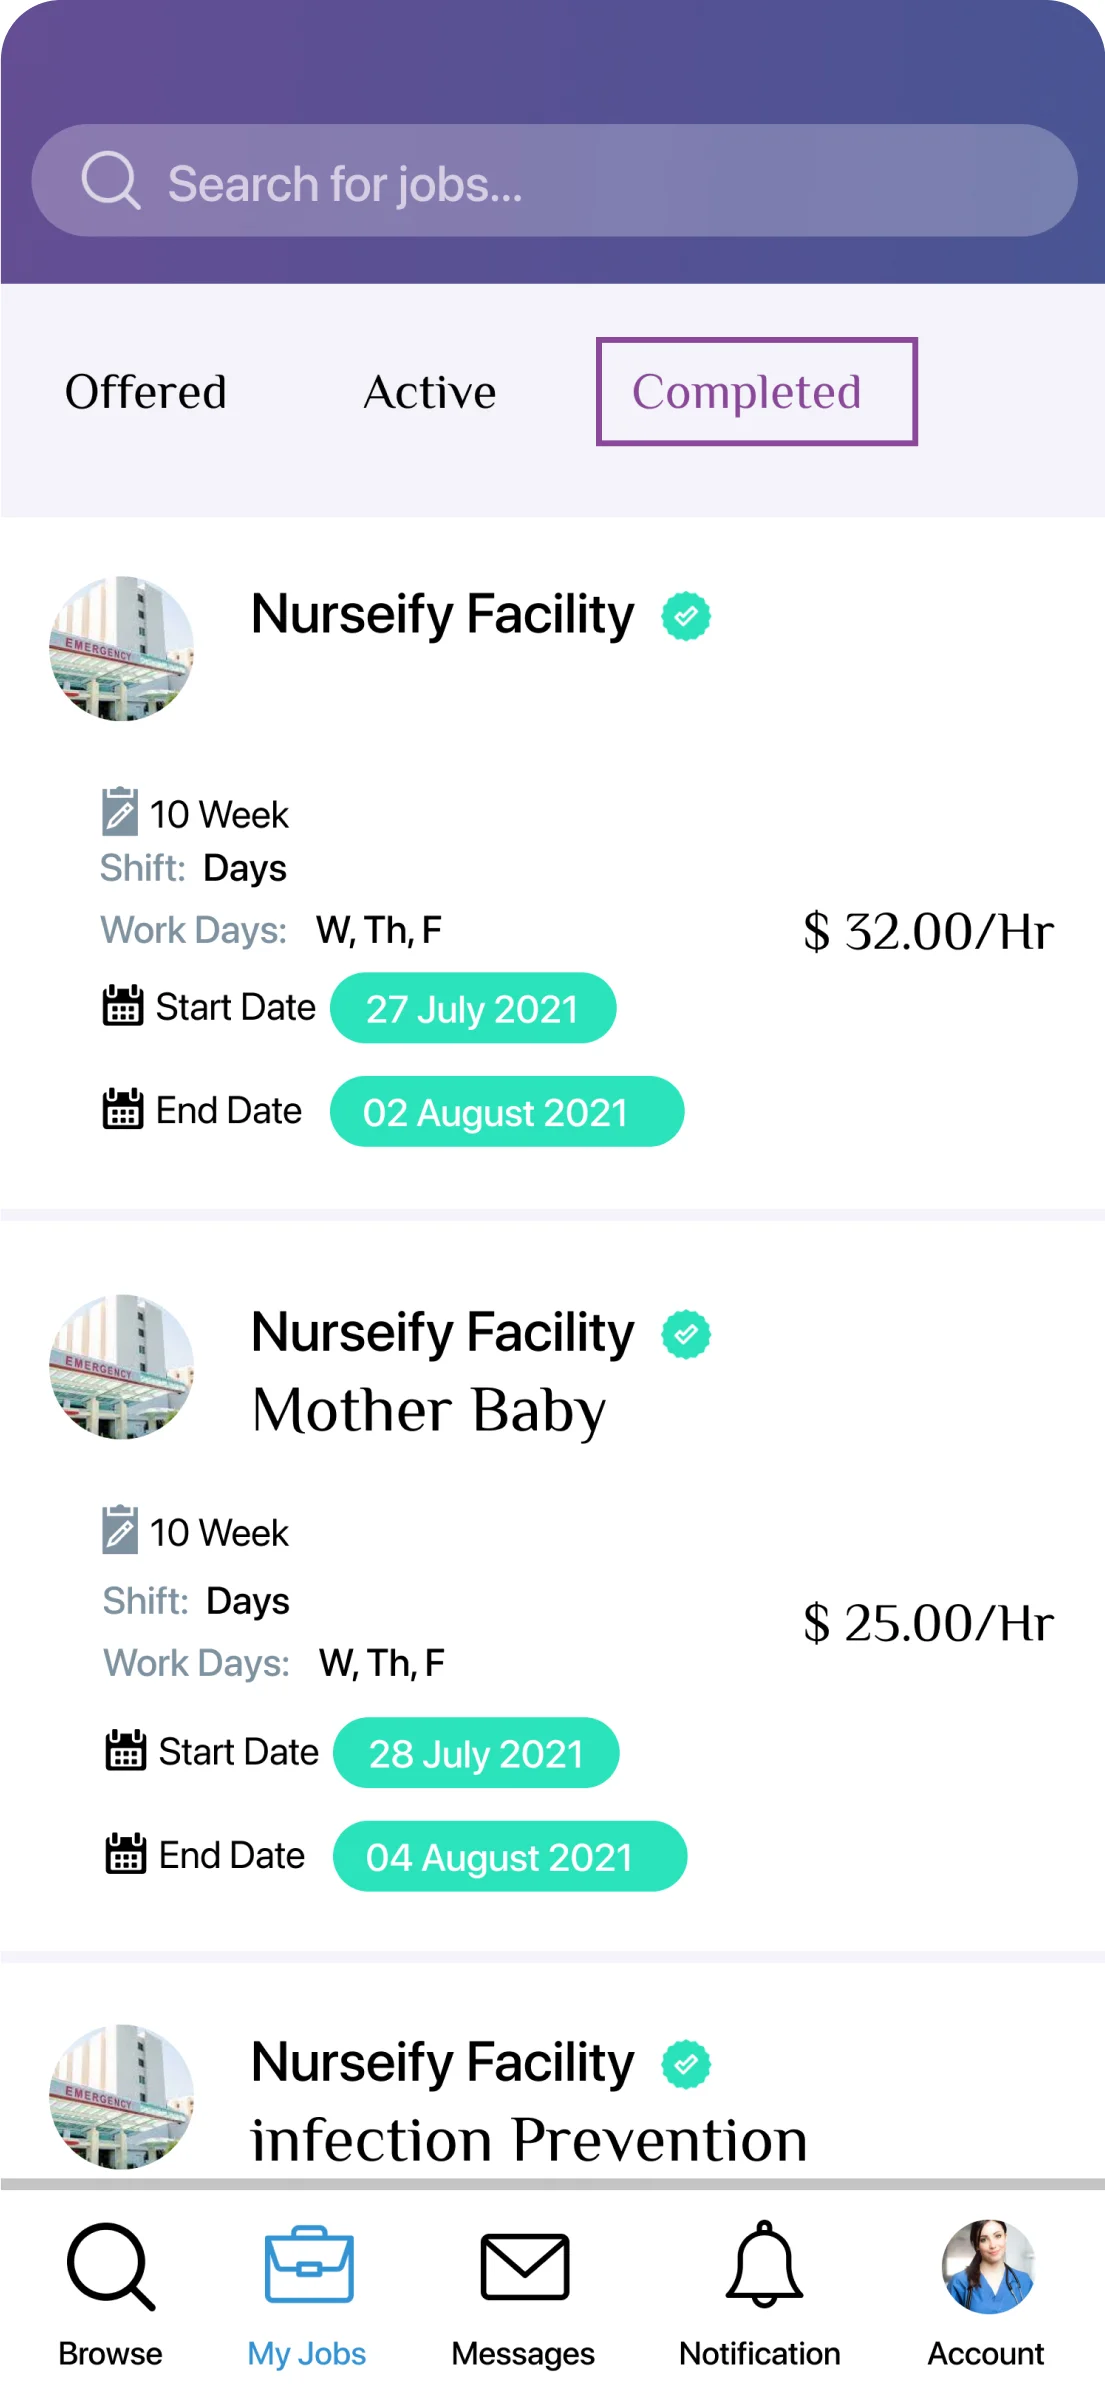 Search for jobs...
Offered Active Completed
Nurseify Facility
EMERGENCY
10 Week
Shift: Days
Work Days: W, Th, F
$ 32.00/Hr
Start Date 27 July 2021
End Date 02 August 2021
Nurseify Facility
EMERGENCY
Mother Baby
10 Week
Shift: Days
$ 25.00/Hr
Work Days: W, Th, F
Start Date 28 July 2021
End Date 04 August 2021
Nurseify Facility
EMERGENCY
infection Prevention
Browse My Jobs Messages Notification Account